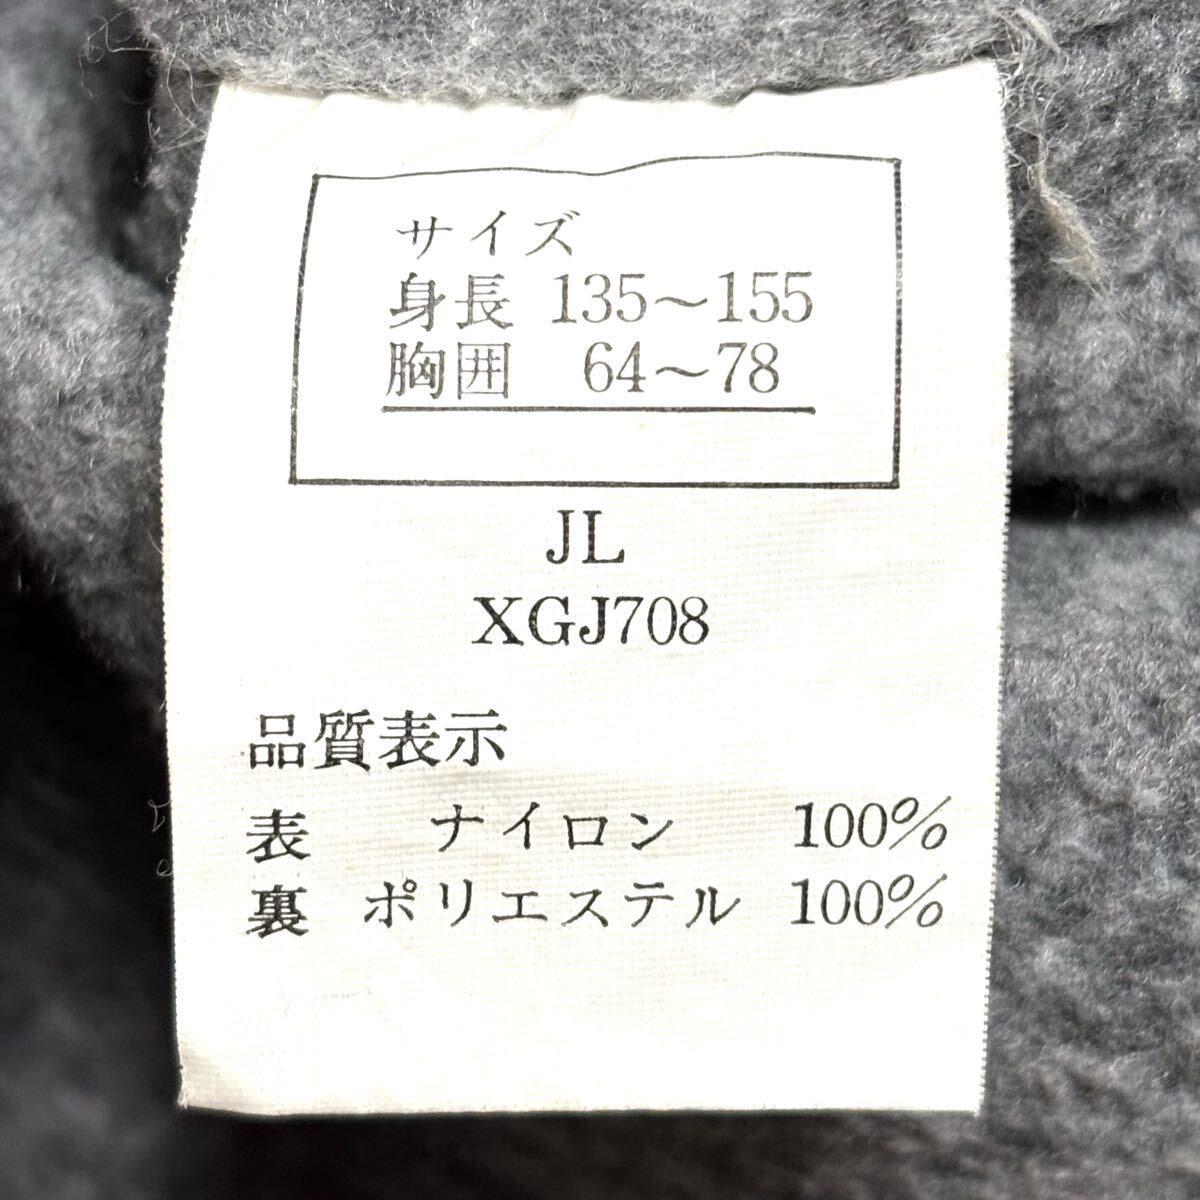 サイズ
身長 135～155
胸囲 64～78
JL
XGJ708
品質表示
表 ナイロン 100%
裏 ポリエステル 100%